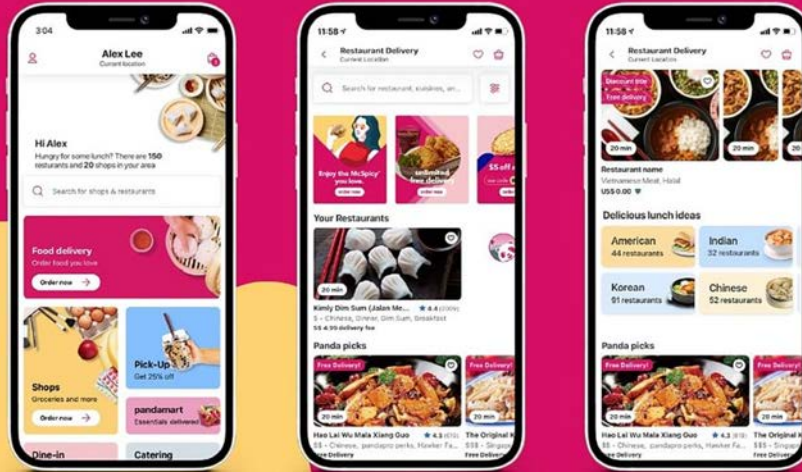 3:04
Alex Lee
Current location
Hi Alex
Hungry for some lunch? There are 150
resturants and 20 shops in your area
Search for shops & restaurants
Food delivery
Order food you love
Order now →
Shops
Groceries and more
Order now →
Pick-Up
Get 25% off
pandamart
Essentials delivered
Dine-in
Catering
11:58
Restaurant Delivery
Current Location
Search for restaurant, cuisines, an...
Enjoy the McSpicy
you love.
order now
unlimited
free delivery
order now
$5 off
Your Restaurants
20 min
Kimly Dim Sum (Jalan Me...
4.4
$ - Chinese, Dinner, Dim Sum, Breakfast
S$ 4.99 delivery fee
Panda picks
Free Delivery!
20 min
Hao Lai Wu Mala Xiang Guo
4.3
$$ - Chinese, pandapro perks, Hawker Fa...
Free Delivery
Free Delivery!
20 min
The Original
Free Delivery
11:58
Restaurant Delivery
Current Location
Discount title
Free delivery
20 min
20 min
20
Restaurant name
Vietnamese Meat, Halal
US$ 0.00
Delicious lunch ideas
American
44 restaurants
Indian
32 restaurants
Korean
91 restaurants
Chinese
52 restaurants
Panda picks
Free Delivery!
20 min
Hao Lai Wu Mala Xiang Guo
4.3
$$ - Chinese, pandapro perks, Hawker Fa...
Free Delivery
Free Delivery!
20 min
The Original
Free Delivery